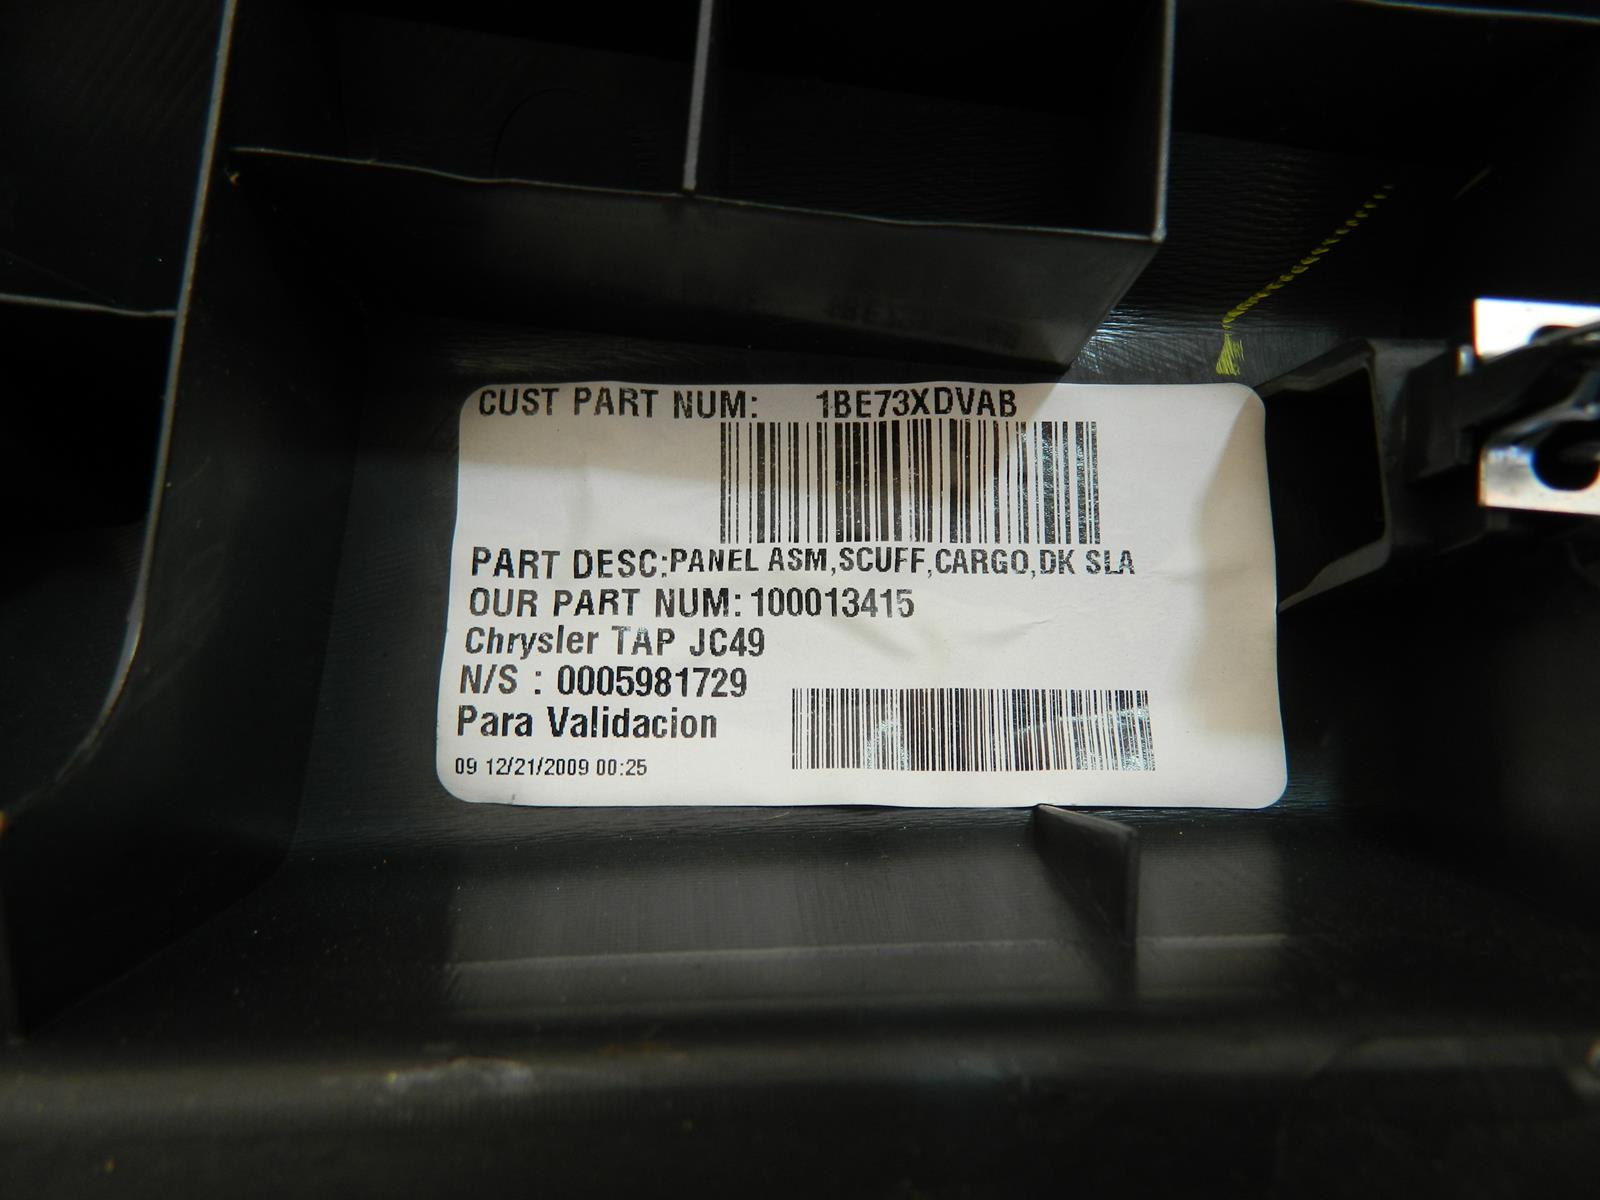 CUST PART NUM: 1BE73XDVAB
PART DESC:PANEL ASM,SCUFF,CARGO,DK SLA
OUR PART NUM:100013415
Chrysler TAP JC49
N/S : 0005981729
Para Validacion
09 12/21/2009 00:25